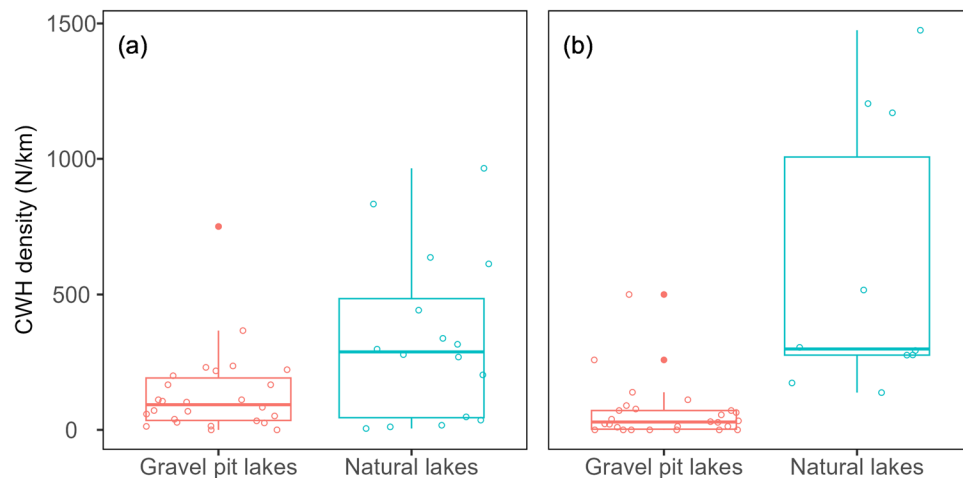 (a)
(b)
1500
1000
500
0
CWH density (N/km)
Gravel pit lakes
Natural lakes
Gravel pit lakes
Natural lakes